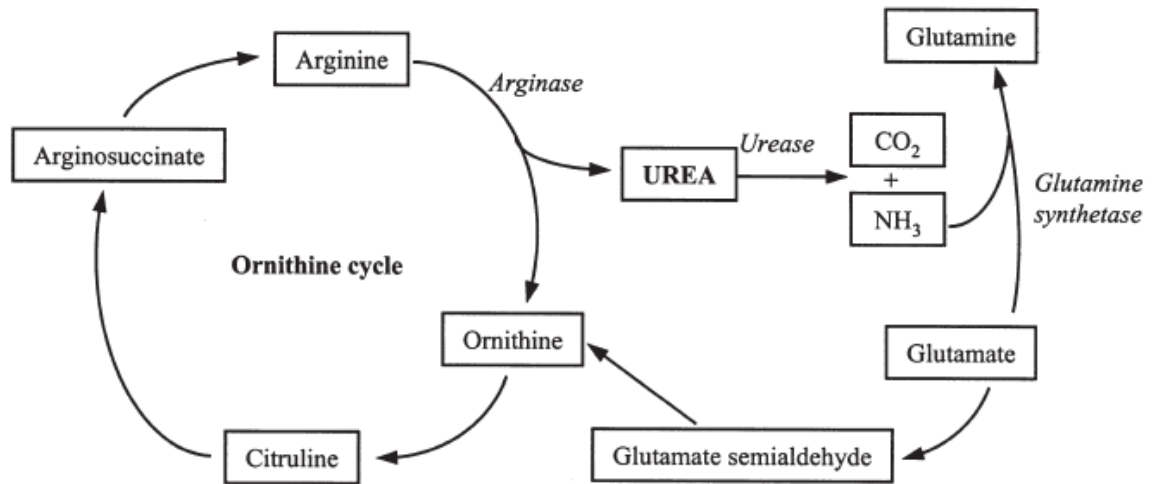 Glutamine
Arginine
Arginase
Arginosuccinate
UREA
Urease
CO₂
+
NH₃
Glutamine
synthetase
Ornithine cycle
Ornithine
Glutamate
Citruline
Glutamate semialdehyde